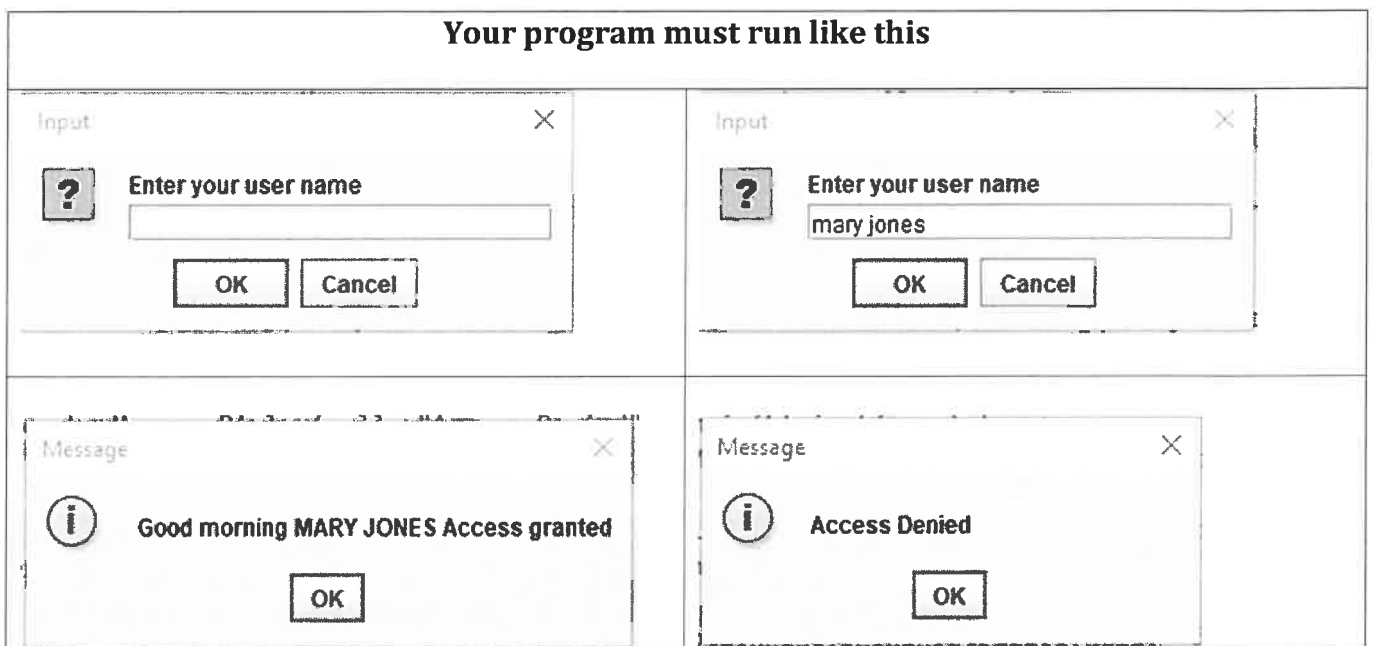 Your program must run like this
Input
Enter your user name
OK Cancel
Input
Enter your user name
mary jones
OK Cancel
Message
Good morning MARY JONES Access granted
OK
Message
Access Denied
OK